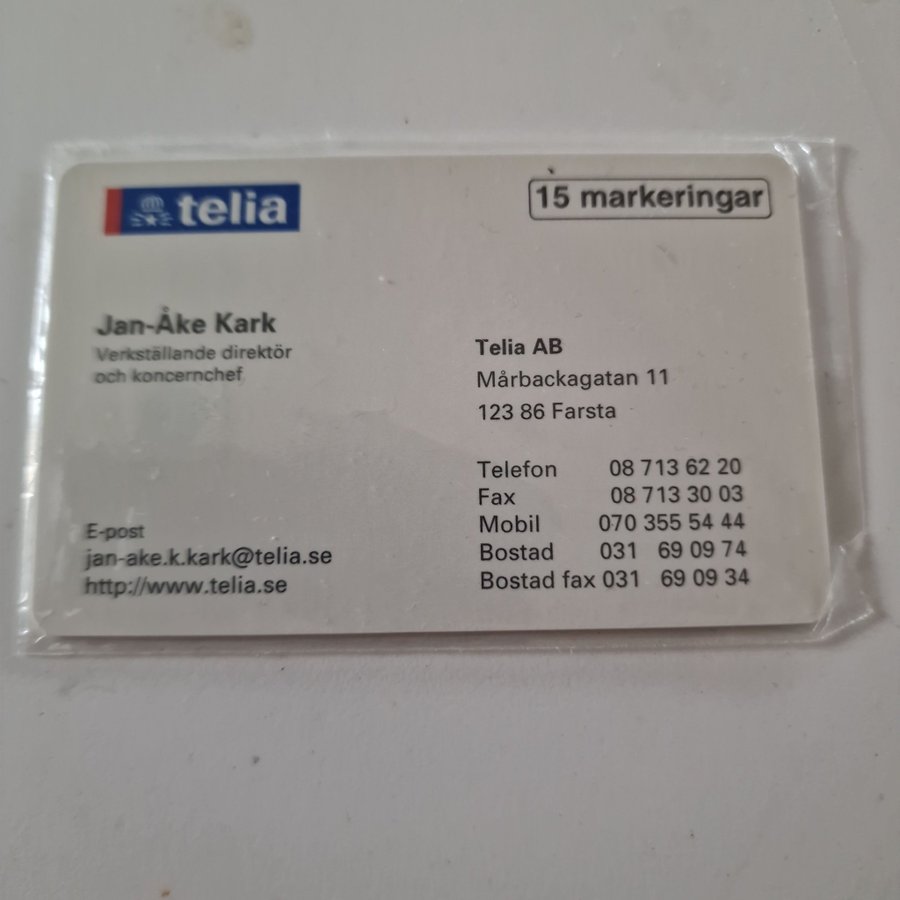 telia
15 markeringar
Jan-Åke Kark
Verkställande direktör
och koncernchef
Telia AB
Mårbackagatan 11
123 86 Farsta
Telefon 08 713 62 20
Fax 08 713 30 03
Mobil 070 355 54 44
Bostad 031 69 09 74
Bostad fax 031 69 09 34
E-post
jan-ake.k.kark@telia.se
http://www.telia.se